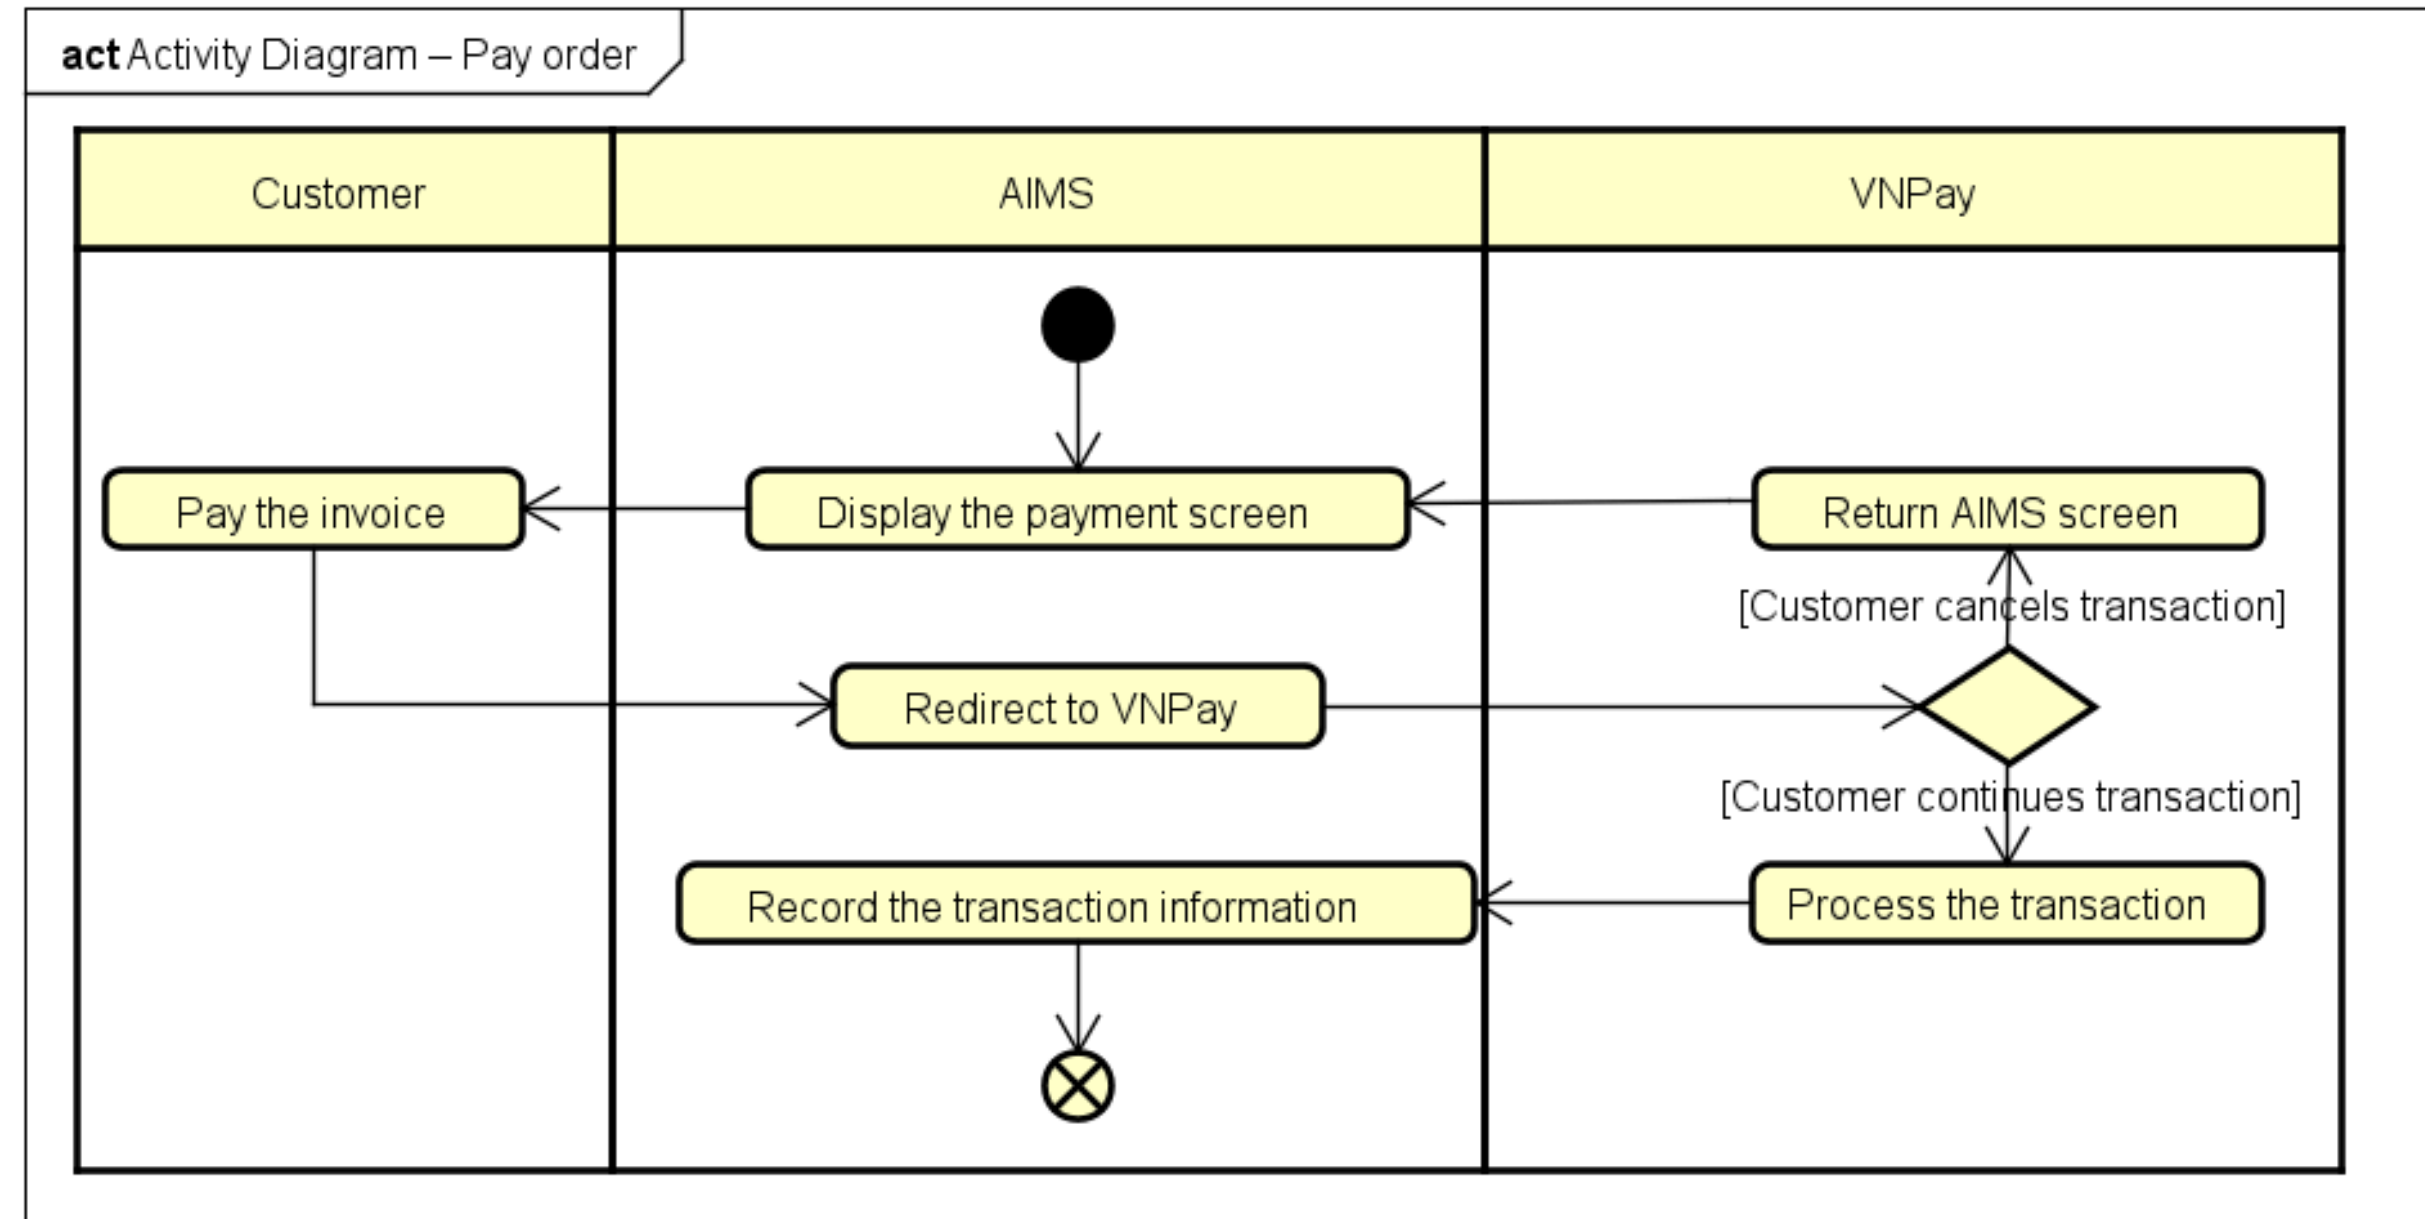 act Activity Diagram – Pay order
Customer
AIMS
VNPay
Pay the invoice
Display the payment screen
Return AIMS screen
[Customer cancels transaction]
Redirect to VNPay
[Customer continues transaction]
Record the transaction information
Process the transaction